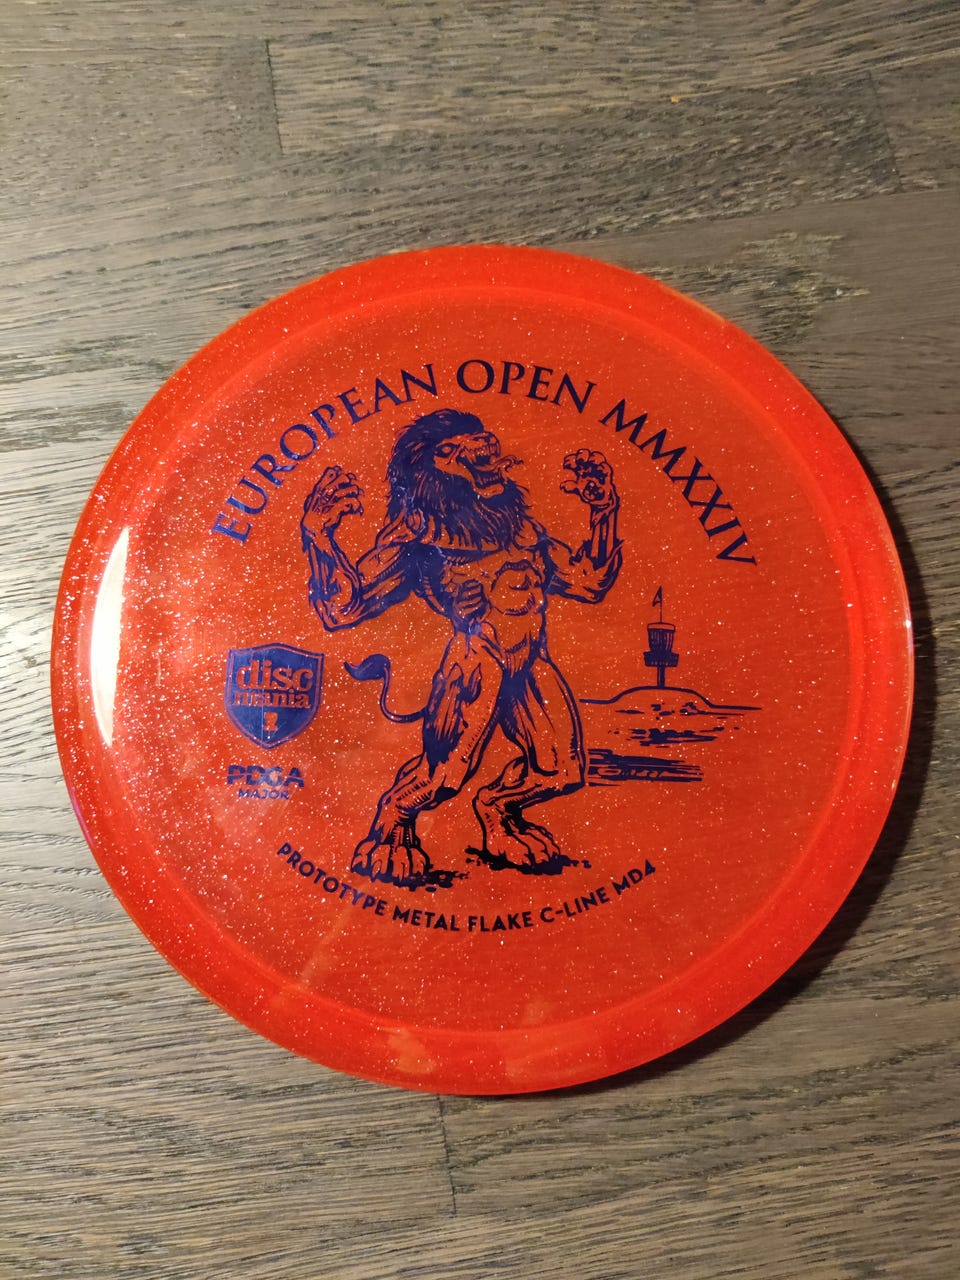 EUROPEAN OPEN MMXXIV
disc
mania
PDGA
MAJOR
PROTOTYPE METAL FLAKE C-LINE MD4